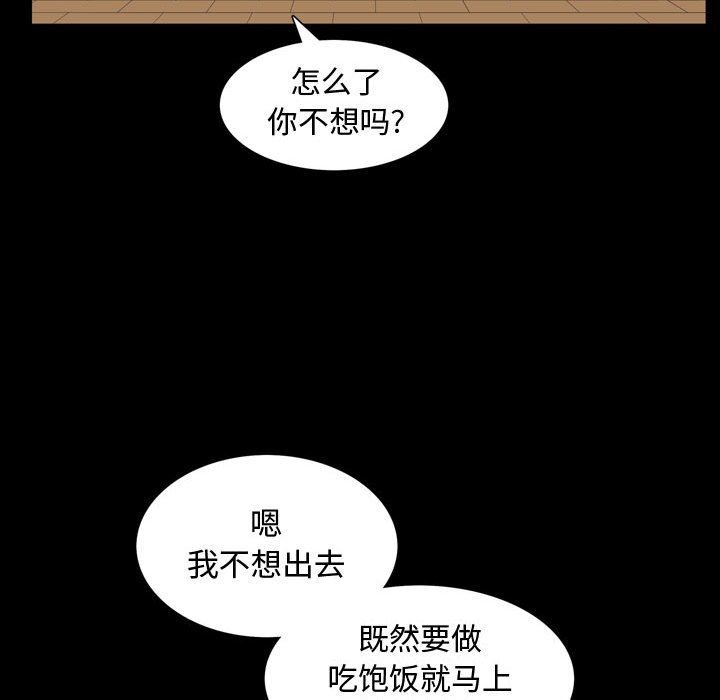 怎么了
你不想吗?
嗯
我不想出去
既然要做
吃饱饭就马上